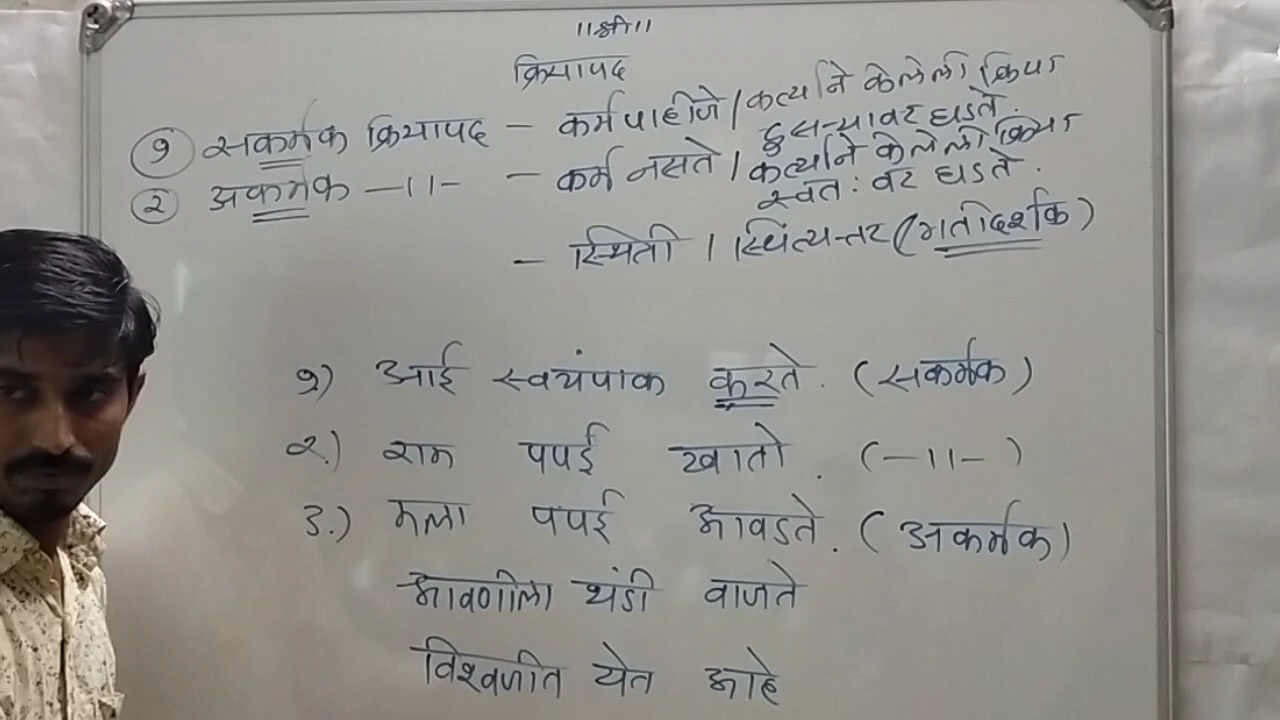 ॥श्री॥
क्रियापद
१ सकर्मक क्रियापद – कर्म पाहीजे / कर्त्याने केलेली क्रिया
दुसऱ्यावर घडते.
२ अकर्मक –॥– – कर्म नसते / कर्त्याने केलेली क्रिया
स्वतः वर घडते.
– स्थिती / स्थित्यन्तर (गतीदर्शक)
१) आई स्वयंपाक करते. (सकर्मक)
२.) राम पपई खातो. (–॥–)
३.) मला पपई आवडते. (अकर्मक)
श्रावणीला थंडी वाजते
विश्वजीत येत आहे